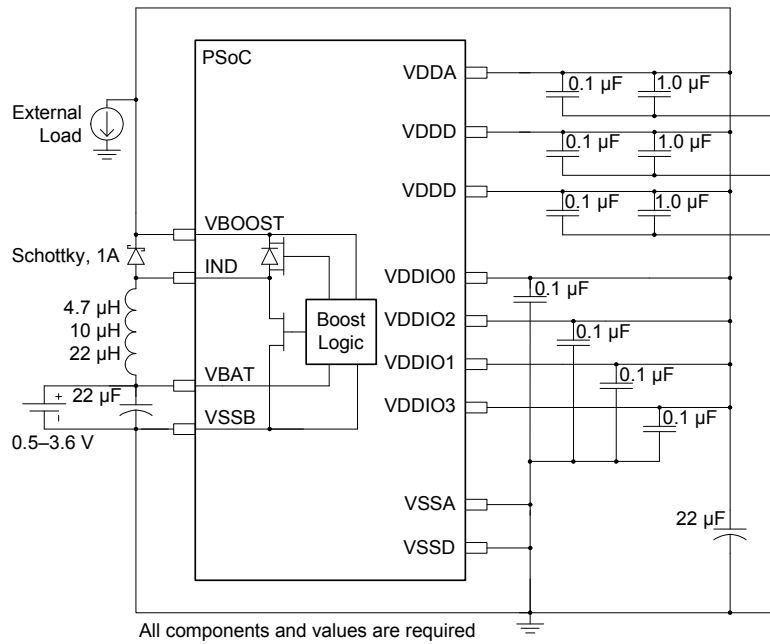 PSoC
VDDA
0.1 µF
1.0 µF
External
Load
VDDD
0.1 µF
1.0 µF
VDDD
0.1 µF
1.0 µF
VBOOST
Schottky, 1A
IND
VDDIO0
0.1 µF
4.7 µH
10 µH
22 µH
Boost
Logic
VDDIO2
0.1 µF
VBAT
VDDIO1
0.1 µF
22 µF
+
-
VSSB
VDDIO3
0.1 µF
0.5–3.6 V
VSSA
22 µF
VSSD
All components and values are required